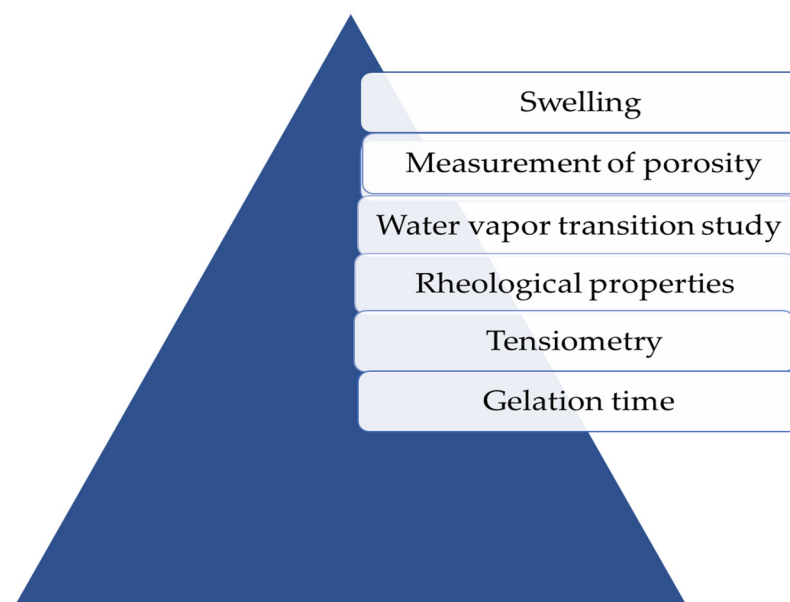 Swelling
Measurement of porosity
Water vapor transition study
Rheological properties
Tensiometry
Gelation time